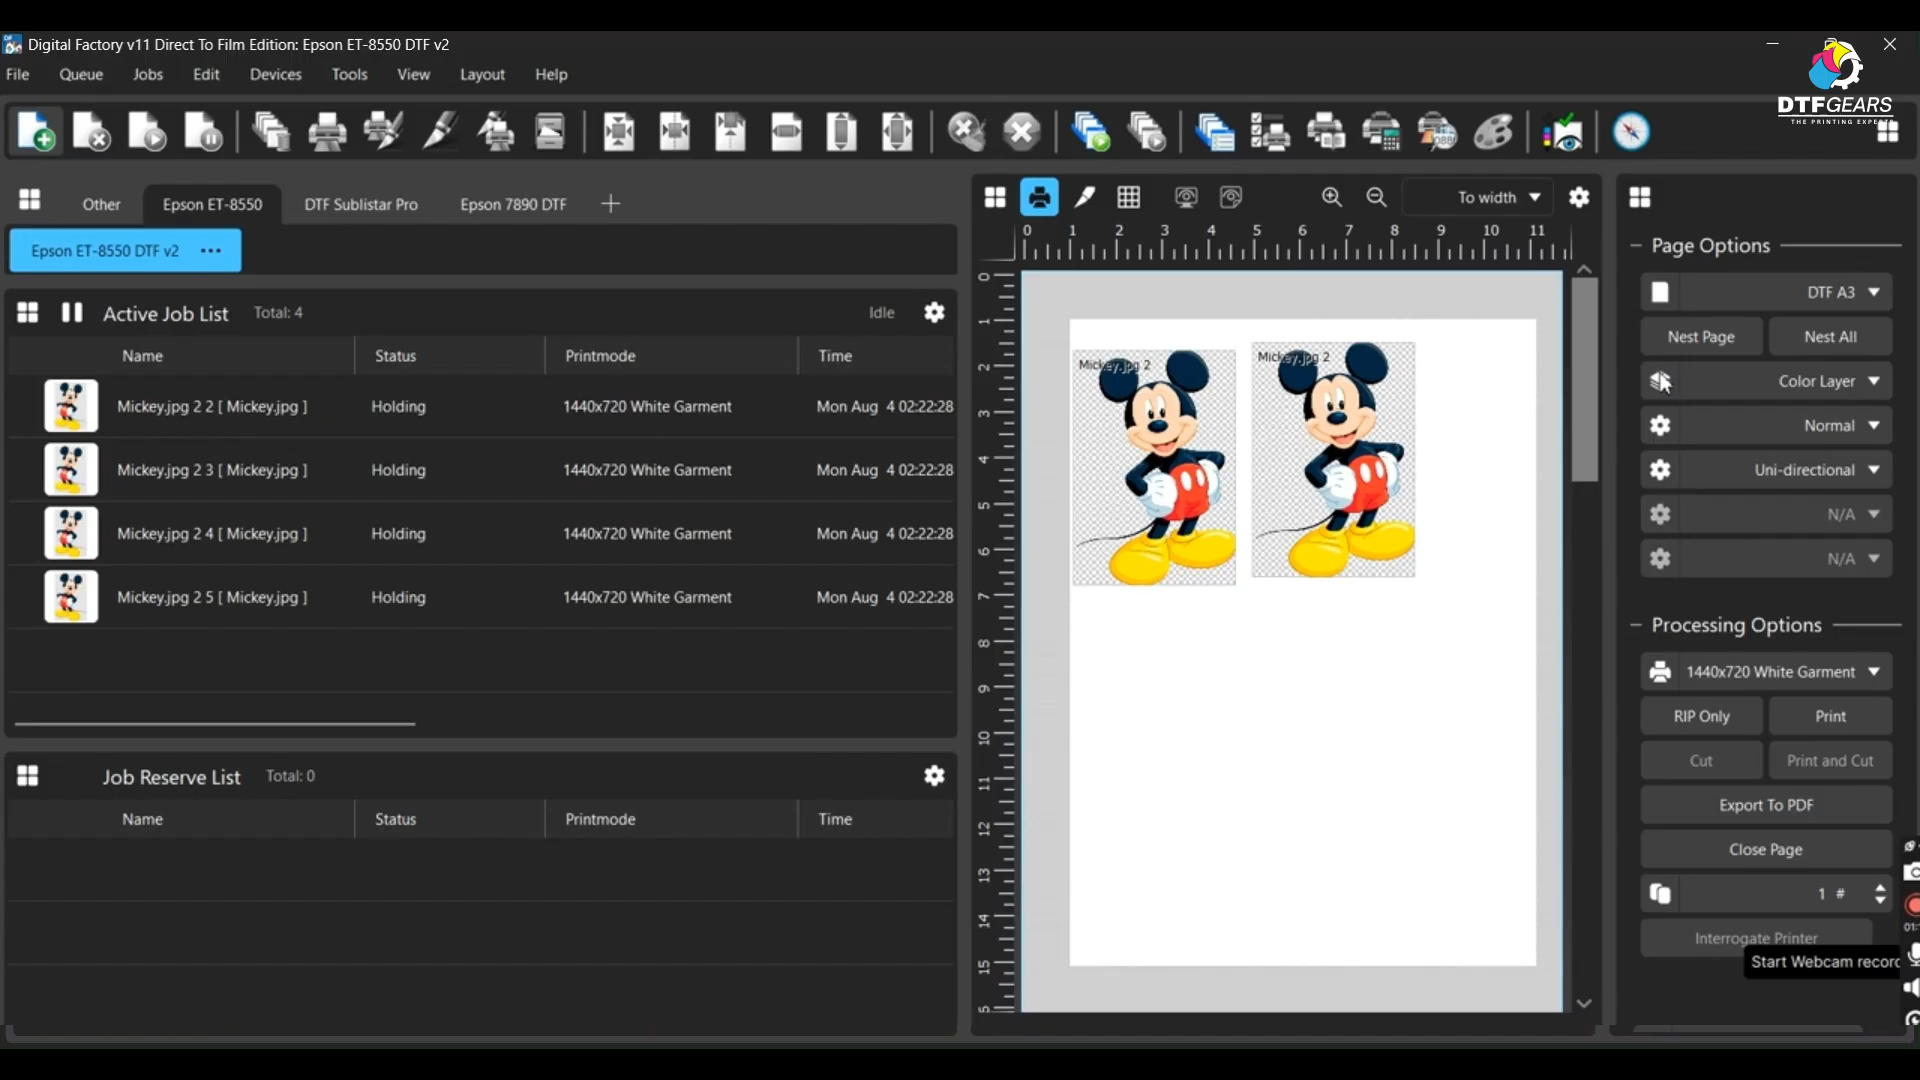 Digital Factory v11 Direct To Film Edition: Epson ET-8550 DTF v2
File Queue Jobs Edit Devices Tools View Layout Help
DTFGEARS
THE PRINTING EXPERTS
Other Epson ET-8550 DTF Sublistar Pro Epson 7890 DTF
Epson ET-8550 DTF v2
Active Job List Total: 4 Idle
Name Status Printmode Time
Mickey.jpg 2 2 [ Mickey.jpg ] Holding 1440x720 White Garment Mon Aug 4 02:22:28
Mickey.jpg 2 3 [ Mickey.jpg ] Holding 1440x720 White Garment Mon Aug 4 02:22:28
Mickey.jpg 2 4 [ Mickey.jpg ] Holding 1440x720 White Garment Mon Aug 4 02:22:28
Mickey.jpg 2 5 [ Mickey.jpg ] Holding 1440x720 White Garment Mon Aug 4 02:22:28
Job Reserve List Total: 0
Name Status Printmode Time
To width
0 1 2 3 4 5 6 7 8 9 10 11
0
1
2
3
4
5
6
7
8
9
10
11
12
13
14
15
Mickey.jpg 2
Mickey.jpg 2
Page Options
DTF A3
Nest Page Nest All
Color Layer
Normal
Uni-directional
N/A
N/A
Processing Options
1440x720 White Garment
RIP Only Print
Cut Print and Cut
Export To PDF
Close Page
1 #
Interrogate Printer
Start Webcam recorc